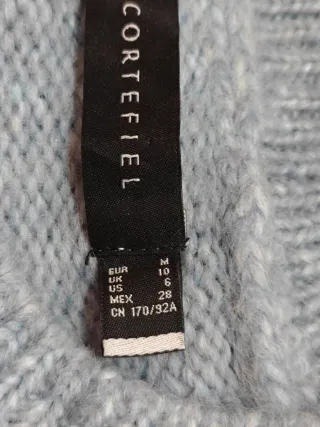 CORTEFIEL
EUR M
UK 10
US 6
MEX 28
CN 170/92A